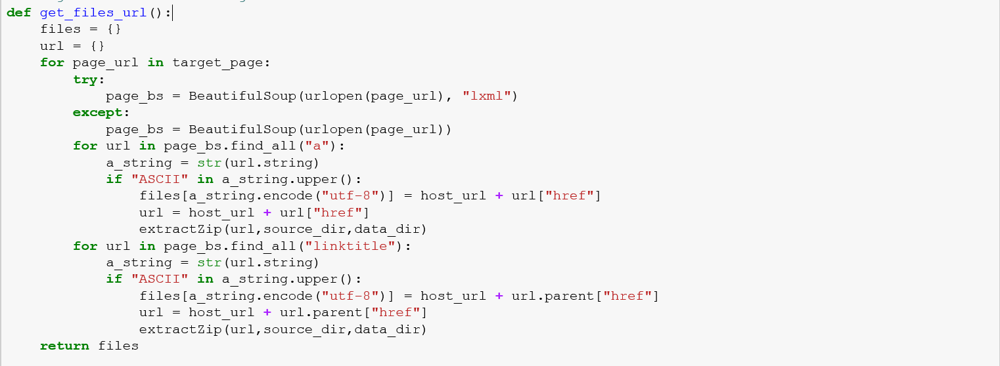 def get_files_url():
    files = {}
    url = {}
    for page_url in target_page:
        try:
            page_bs = BeautifulSoup(urlopen(page_url), "lxml")
        except:
            page_bs = BeautifulSoup(urlopen(page_url))
        for url in page_bs.find_all("a"):
            a_string = str(url.string)
            if "ASCII" in a_string.upper():
                files[a_string.encode("utf-8")] = host_url + url["href"]
                url = host_url + url["href"]
                extractZip(url,source_dir,data_dir)
        for url in page_bs.find_all("linktitle"):
            a_string = str(url.string)
            if "ASCII" in a_string.upper():
                files[a_string.encode("utf-8")] = host_url + url.parent["href"]
                url = host_url + url.parent["href"]
                extractZip(url,source_dir,data_dir)
    return files